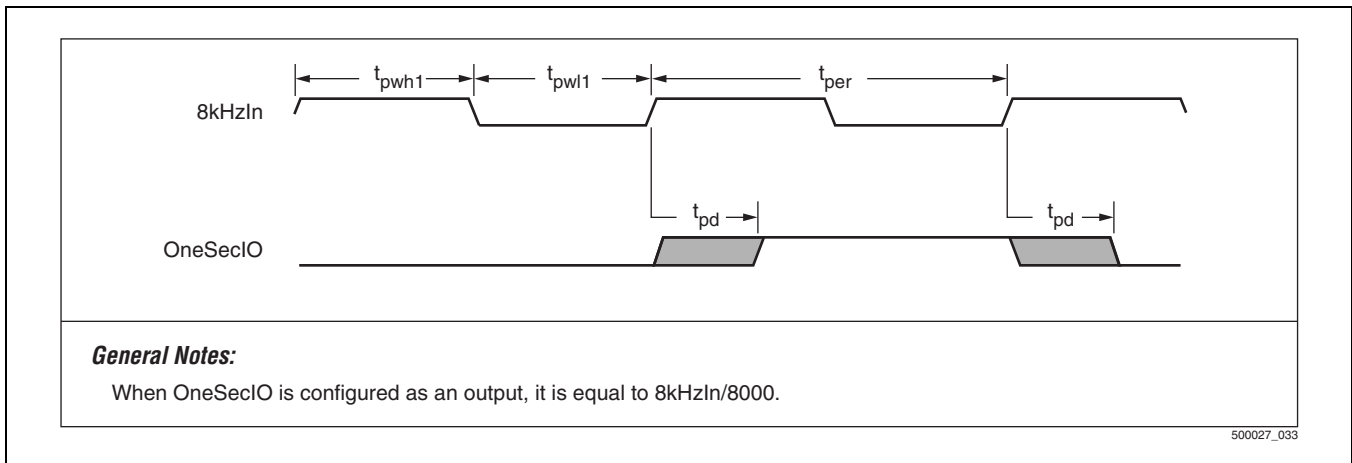 tpwh1 tpwl1 tper
8kHzIn
tpd tpd
OneSecIO
General Notes:
When OneSecIO is configured as an output, it is equal to 8kHzIn/8000.
500027_033